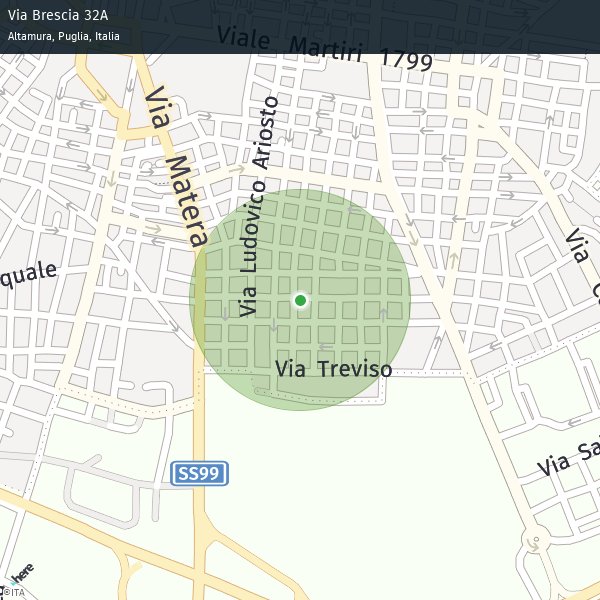 Via Brescia 32A
Altamura, Puglia, Italia
Viale Martiri 1799
Via Matera
Via Ludovico Ariosto
quale
Via C
Via Treviso
Via Sa
SS99
here
©ITA